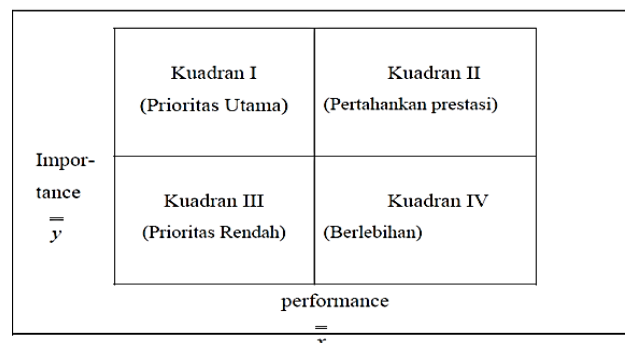 Kuadran I
(Prioritas Utama)
Kuadran II
(Pertahankan prestasi)
Impor-
tance
y
Kuadran III
(Prioritas Rendah)
Kuadran IV
(Berlebihan)
performance